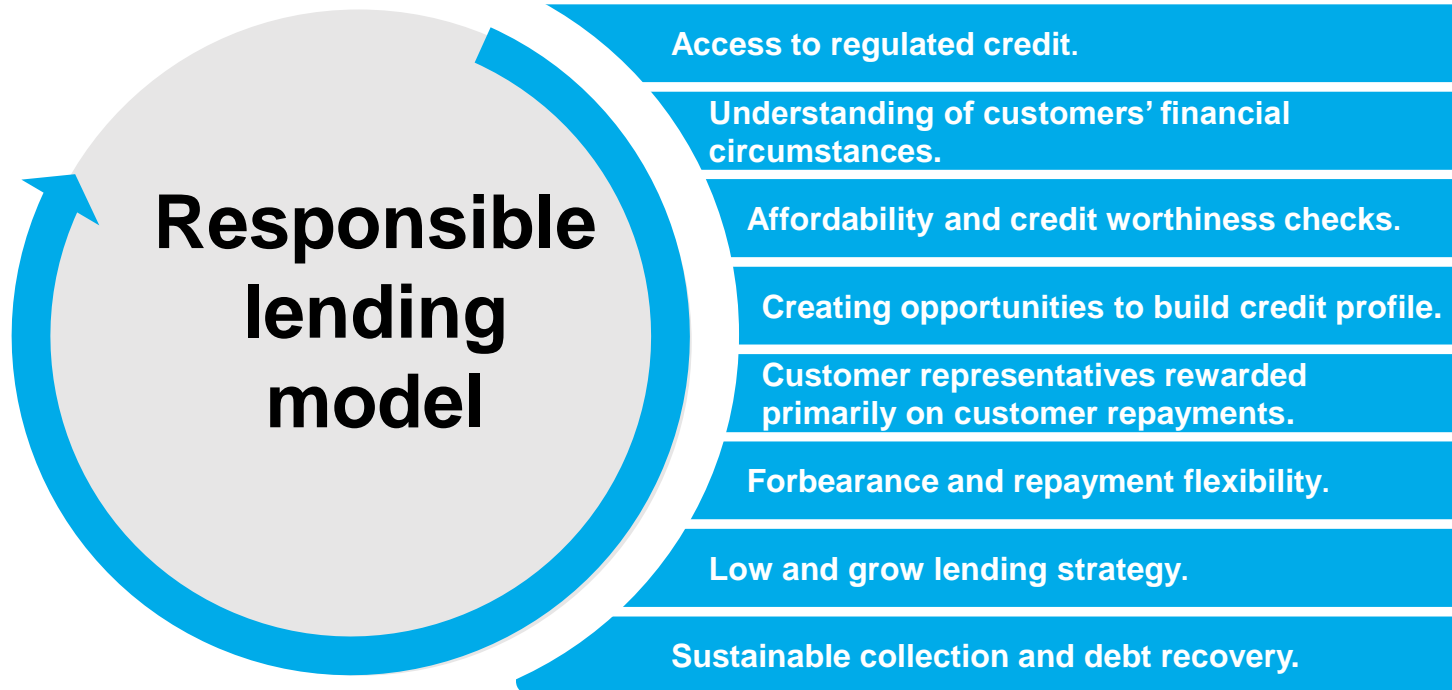 Responsible
lending
model
Access to regulated credit.
Understanding of customers’ financial
circumstances.
Affordability and credit worthiness checks.
Creating opportunities to build credit profile.
Customer representatives rewarded
primarily on customer repayments.
Forbearance and repayment flexibility.
Low and grow lending strategy.
Sustainable collection and debt recovery.